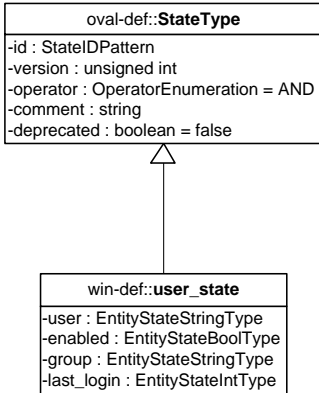 oval-def::StateType
-id : StateIDPattern
-version : unsigned int
-operator : OperatorEnumeration = AND
-comment : string
-deprecated : boolean = false
win-def::user_state
-user : EntityStateStringType
-enabled : EntityStateBoolType
-group : EntityStateStringType
-last_login : EntityStateIntType